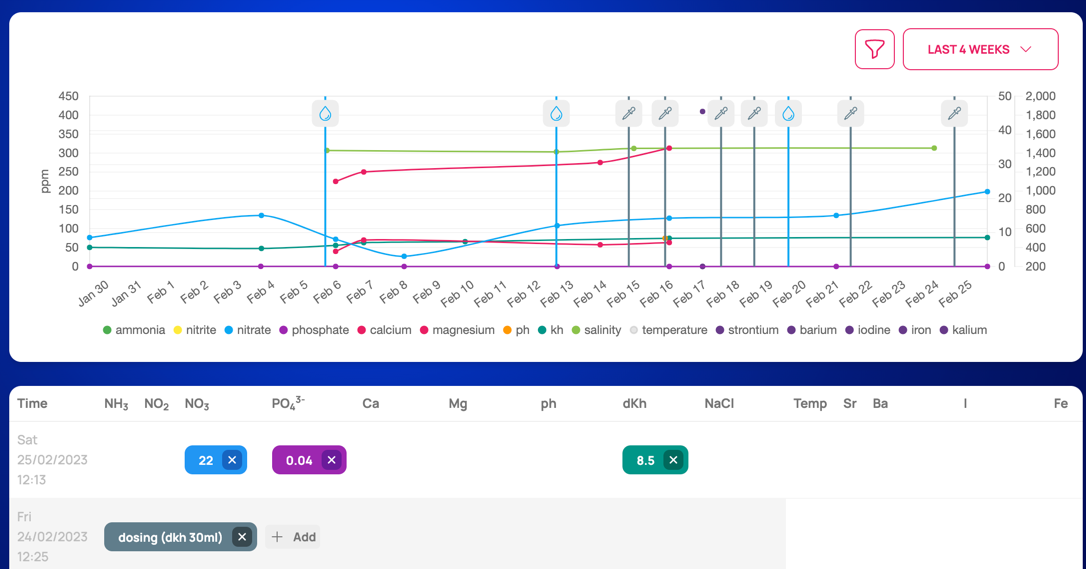 LAST 4 WEEKS
450 50 2,000
400 1,800
350 40 1,600
300 1,400
250 30 1,200
200 1,000
150 20 800
100 600
50 10 400
0 0 200
ppm
Jan 30 Jan 31 Feb 1 Feb 2 Feb 3 Feb 4 Feb 5 Feb 6 Feb 7 Feb 8 Feb 9 Feb 10 Feb 11 Feb 12 Feb 13 Feb 14 Feb 15 Feb 16 Feb 17 Feb 18 Feb 19 Feb 20 Feb 21 Feb 22 Feb 23 Feb 24 Feb 25
ammonia nitrite nitrate phosphate calcium magnesium ph kh salinity temperature strontium barium iodine iron kalium
Time NH₃ NO₂ NO₃ PO₄³⁻ Ca Mg ph dKh NaCl Temp Sr Ba I Fe
Sat
25/02/2023 22 0.04 8.5
12:13
Fri
24/02/2023 dosing (dkh 30ml) + Add
12:25